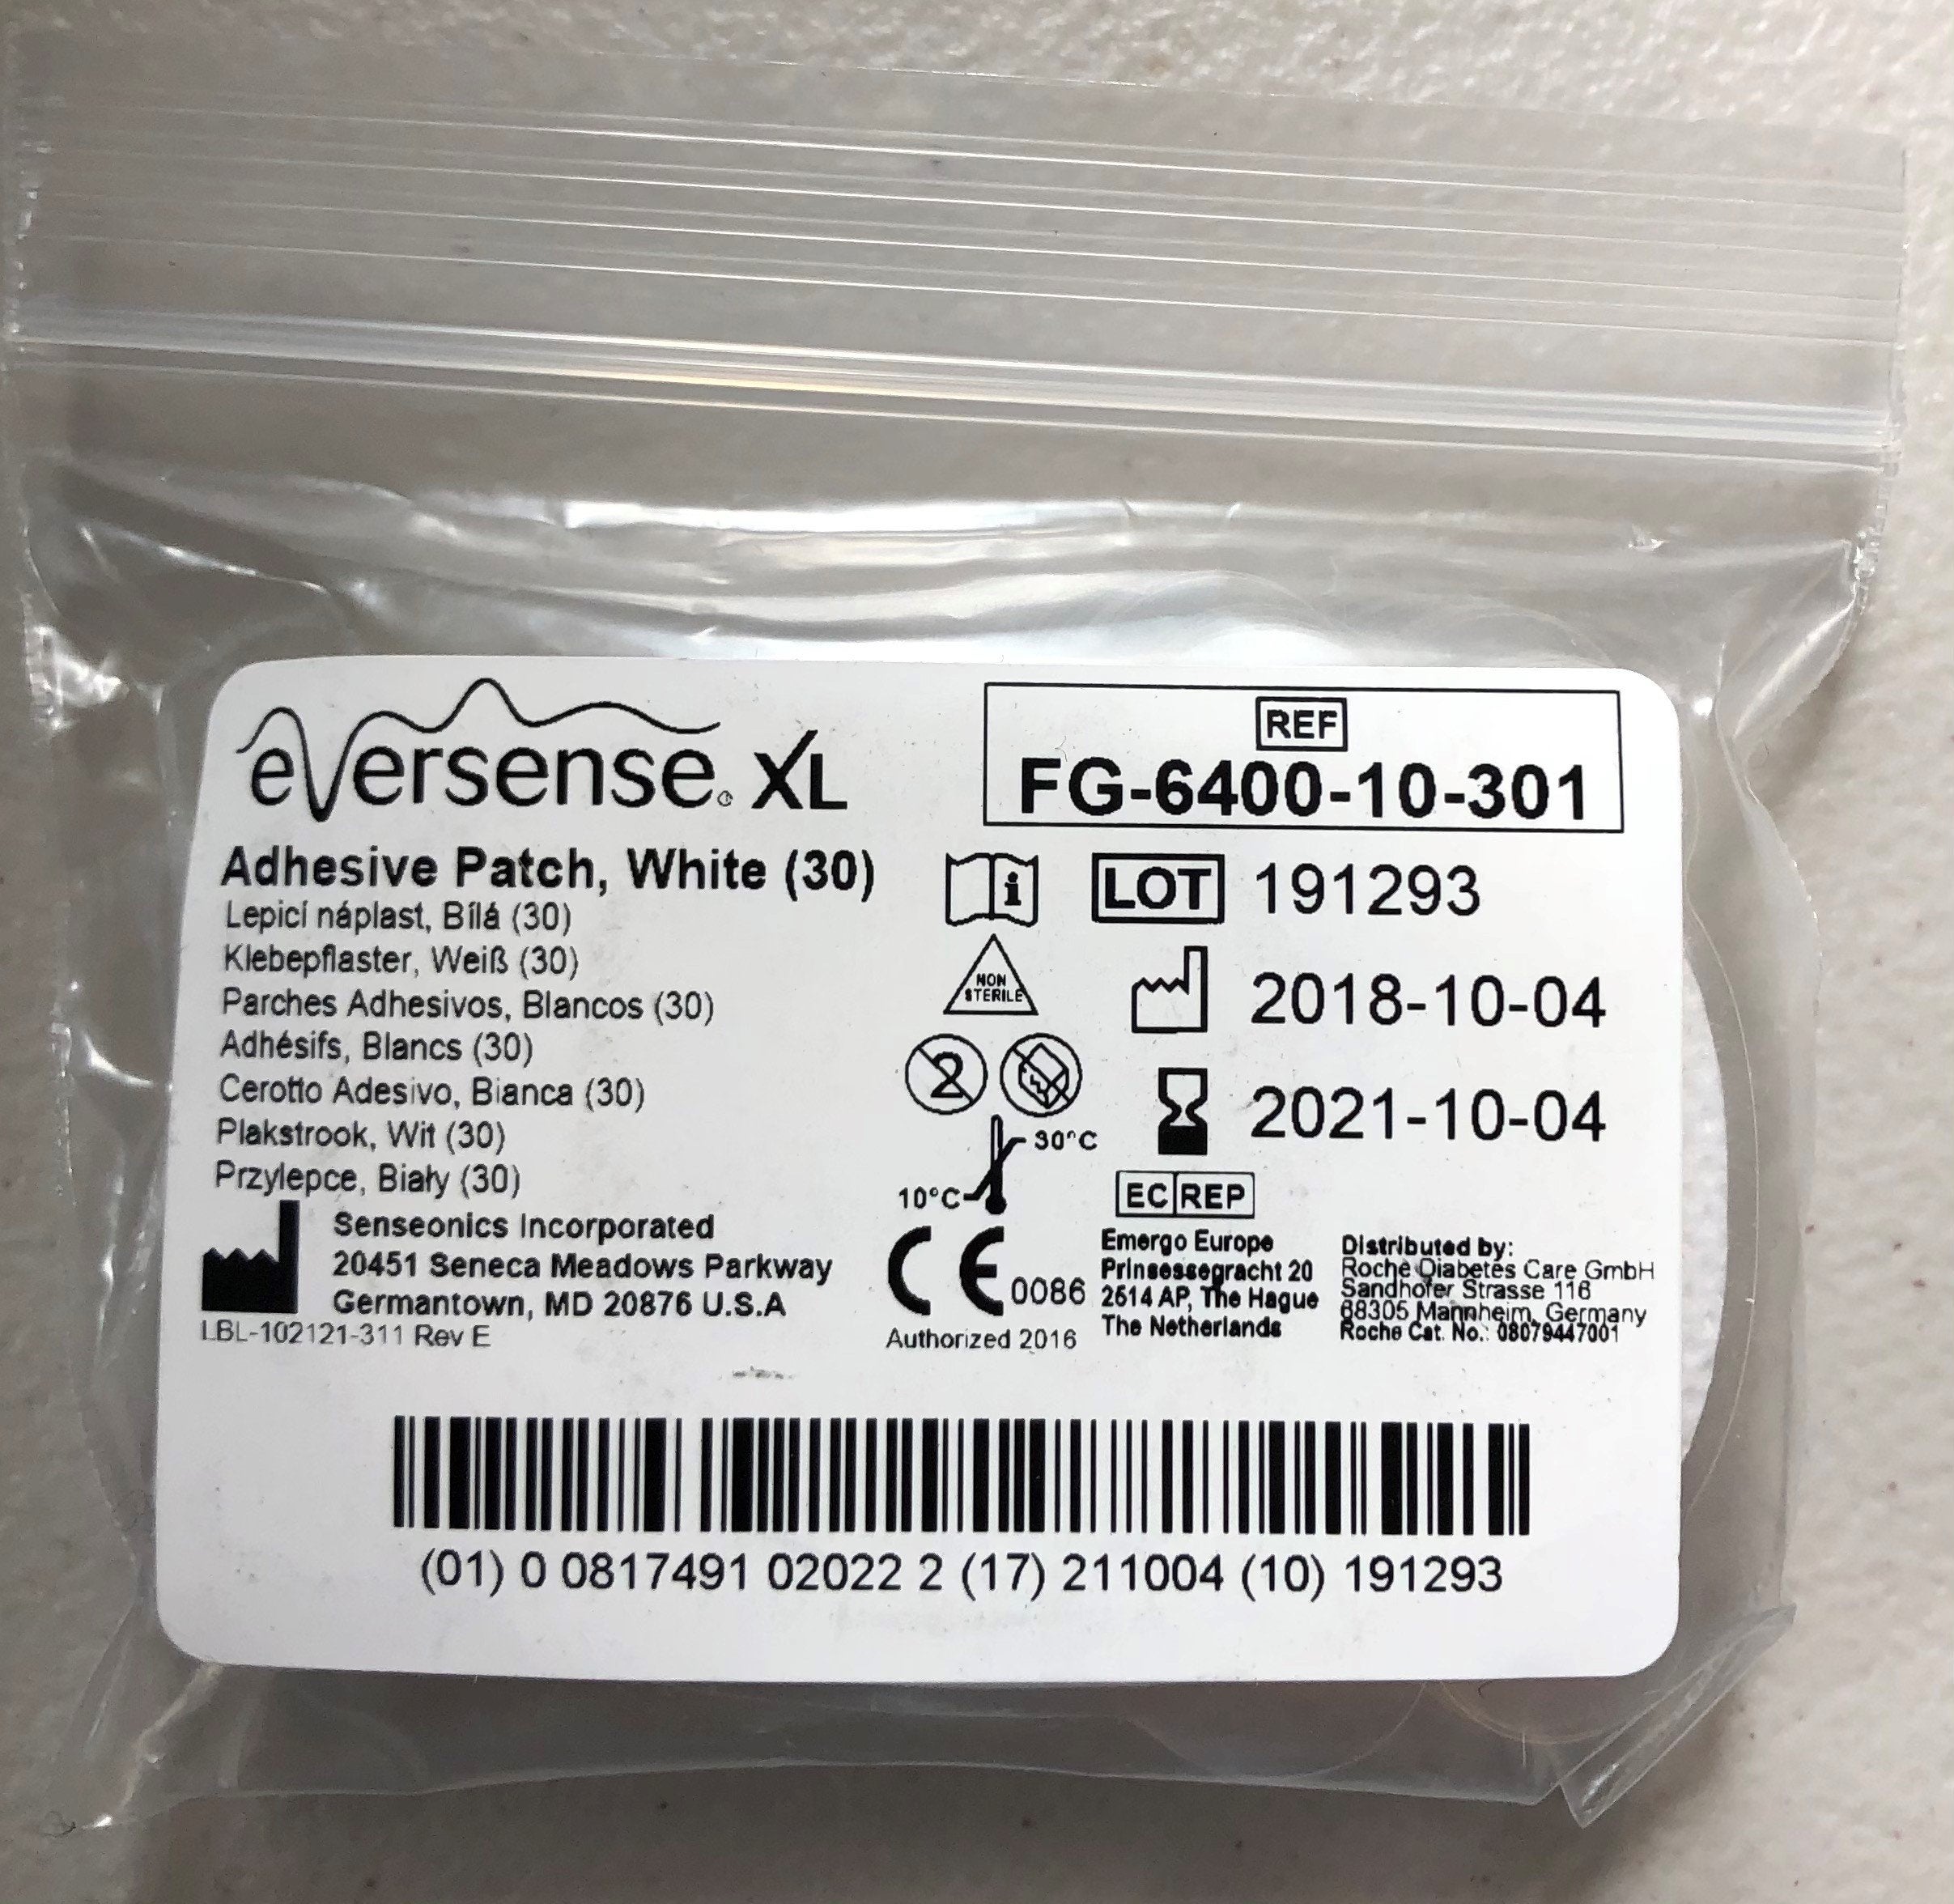 eversense® XL
REF
FG-6400-10-301
Adhesive Patch, White (30)
Lepicí náplast, Bílá (30)
Klebepflaster, Weiß (30)
Parches Adhesivos, Blancos (30)
Adhésifs, Blancs (30)
Cerotto Adesivo, Bianca (30)
Plakstrook, Wit (30)
Przylepce, Biały (30)
i
LOT 191293
NON
STERILE
2018-10-04
2
2021-10-04
30°C
10°C
EC REP
Senseonics Incorporated
20451 Seneca Meadows Parkway
Germantown, MD 20876 U.S.A
LBL-102121-311 Rev E
CE 0086
Authorized 2016
Emergo Europe
Prinsessegracht 20
2514 AP, The Hague
The Netherlands
Distributed by:
Roche Diabetes Care GmbH
Sandhofer Strasse 116
68305 Mannheim, Germany
Roche Cat. No.: 08079447001
(01) 0 0817491 02022 2 (17) 211004 (10) 191293